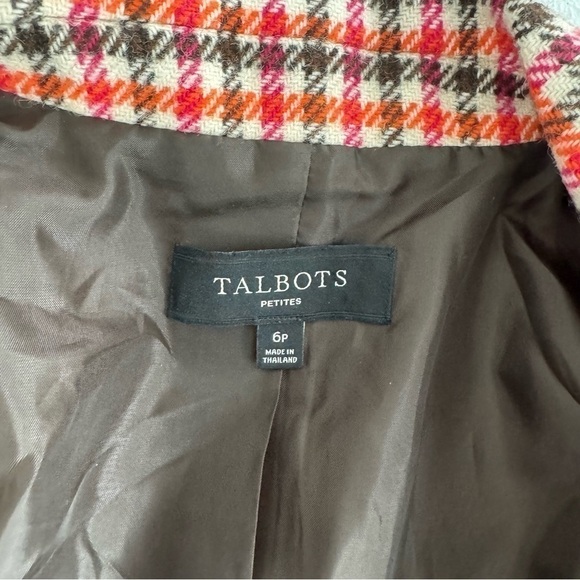 TALBOTS
PETITES
6P
MADE IN
THAILAND